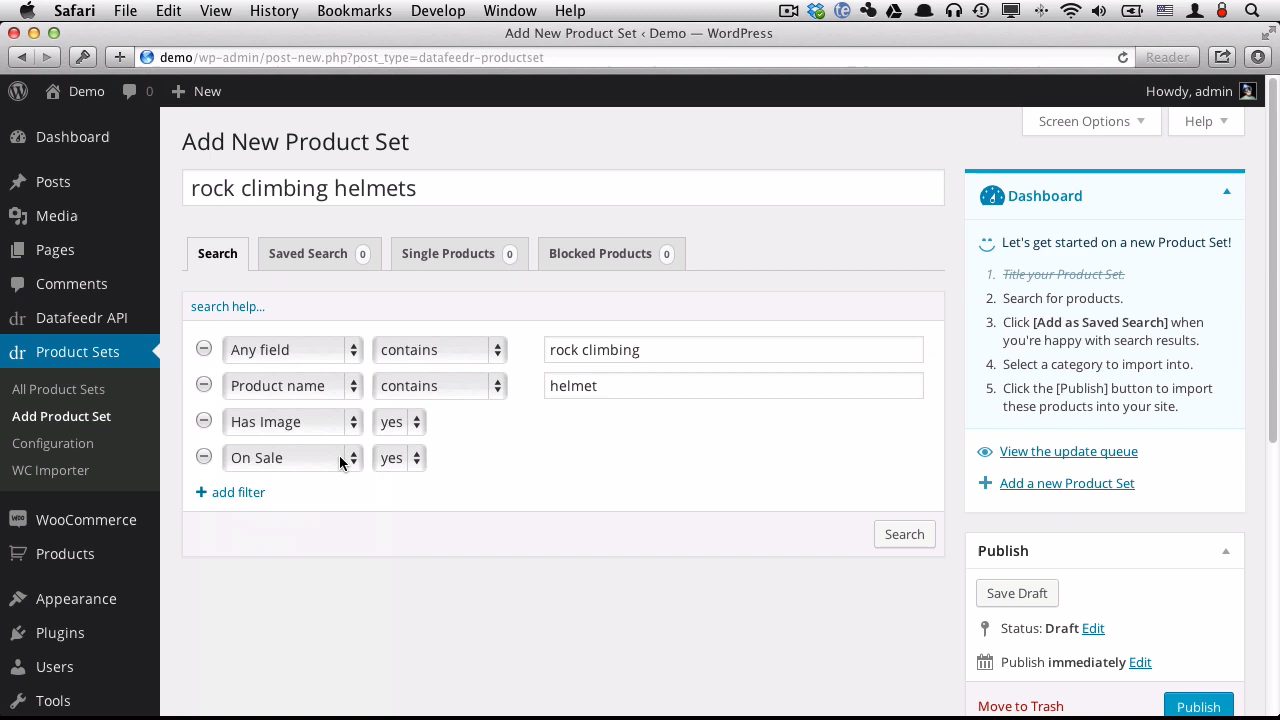 Safari File Edit View History Bookmarks Develop Window Help
Add New Product Set ‹ Demo — WordPress
demo/wp-admin/post-new.php?post_type=datafeedr-productset
Reader
Demo 0 New
Howdy, admin
Dashboard
Posts
Media
Pages
Comments
dr Datafeedr API
dr Product Sets
All Product Sets
Add Product Set
Configuration
WC Importer
WooCommerce
Products
Appearance
Plugins
Users
Tools
Screen Options
Help
Add New Product Set
rock climbing helmets
Search
Saved Search 0
Single Products 0
Blocked Products 0
search help...
Any field contains rock climbing
Product name contains helmet
Has Image yes
On Sale yes
add filter
Search
Dashboard
Let's get started on a new Product Set!
1. Title your Product Set.
2. Search for products.
3. Click [Add as Saved Search] when
you're happy with search results.
4. Select a category to import into.
5. Click the [Publish] button to import
these products into your site.
View the update queue
Add a new Product Set
Publish
Save Draft
Status: Draft Edit
Publish immediately Edit
Move to Trash
Publish